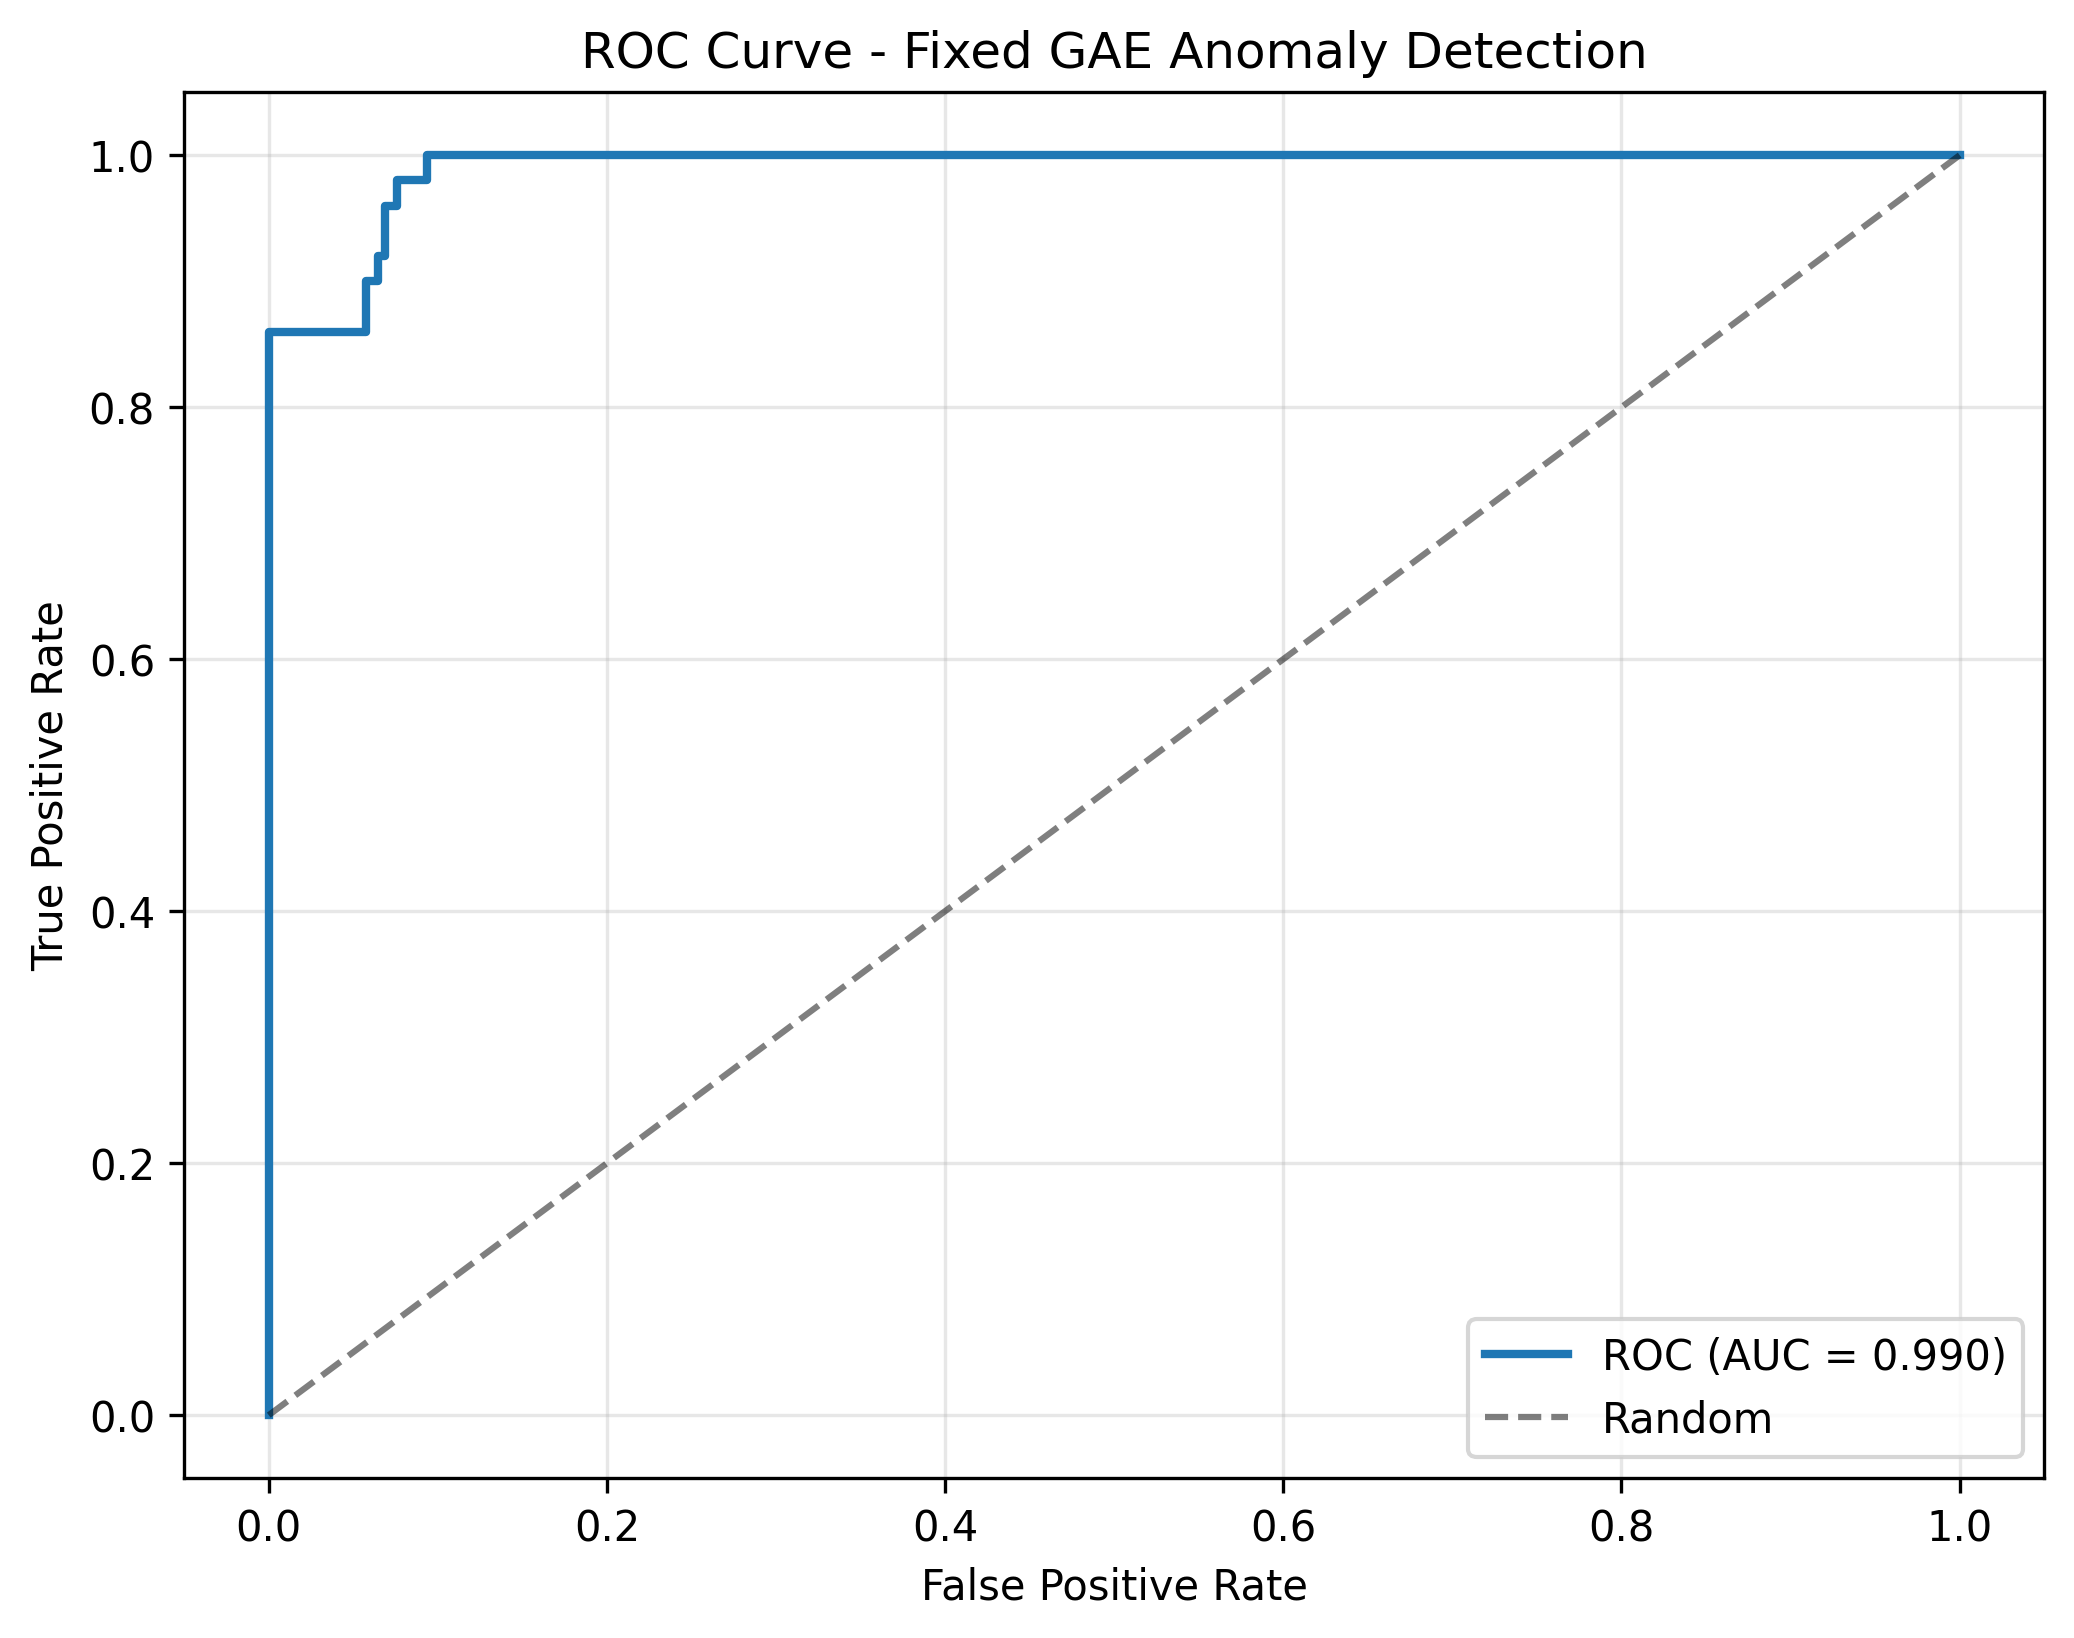 ROC Curve - Fixed GAE Anomaly Detection
True Positive Rate
1.0
0.8
0.6
0.4
0.2
0.0
ROC (AUC = 0.990)
Random
0.0 0.2 0.4 0.6 0.8 1.0
False Positive Rate